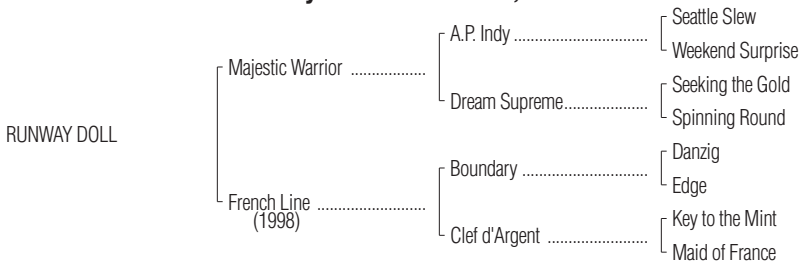 Seattle Slew
A.P. Indy ................................
Weekend Surprise
Majestic Warrior ..................
Seeking the Gold
Dream Supreme....................
Spinning Round
RUNWAY DOLL
Danzig
Boundary ..............................
Edge
French Line ..........................
(1998)
Key to the Mint
Clef d'Argent ........................
Maid of France